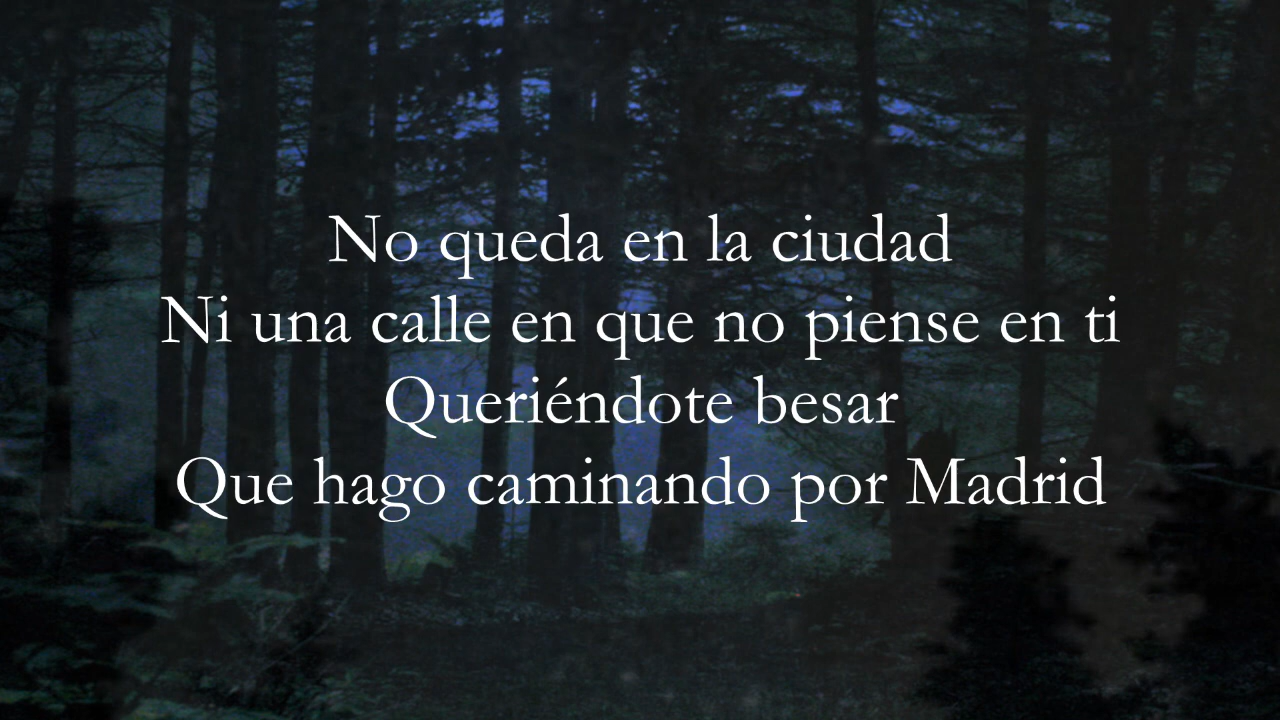 No queda en la ciudad
Ni una calle en que no piense en ti
Queriéndote besar
Que hago caminando por Madrid